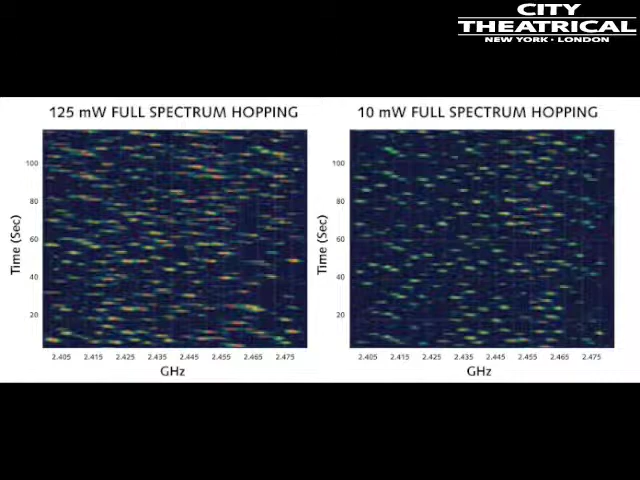 CITY
THEATRICAL
NEW YORK • LONDON
125 mW FULL SPECTRUM HOPPING
Time (Sec)
100
80
60
40
20
2.405 2.415 2.425 2.435 2.445 2.455 2.465 2.475
GHz
10 mW FULL SPECTRUM HOPPING
Time (Sec)
100
80
60
40
20
2.405 2.415 2.425 2.435 2.445 2.455 2.465 2.475
GHz